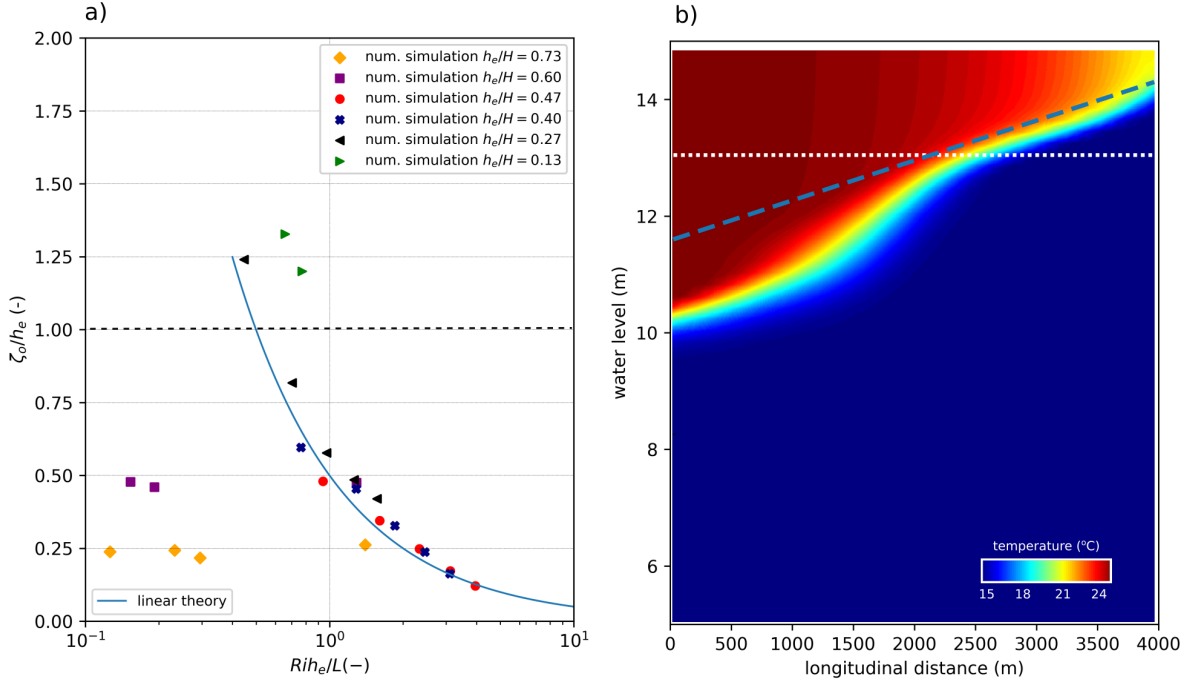 a)
2.00
1.75
1.50
1.25
1.00
0.75
0.50
0.25
0.00
ζo/he (-)
num. simulation he/H = 0.73
num. simulation he/H = 0.60
num. simulation he/H = 0.47
num. simulation he/H = 0.40
num. simulation he/H = 0.27
num. simulation he/H = 0.13
linear theory
10⁻¹ 10⁰ 10¹
Rihe/L(−)
b)
14
12
10
8
6
water level (m)
temperature (°C)
15 18 21 24
0 500 1000 1500 2000 2500 3000 3500 4000
longitudinal distance (m)